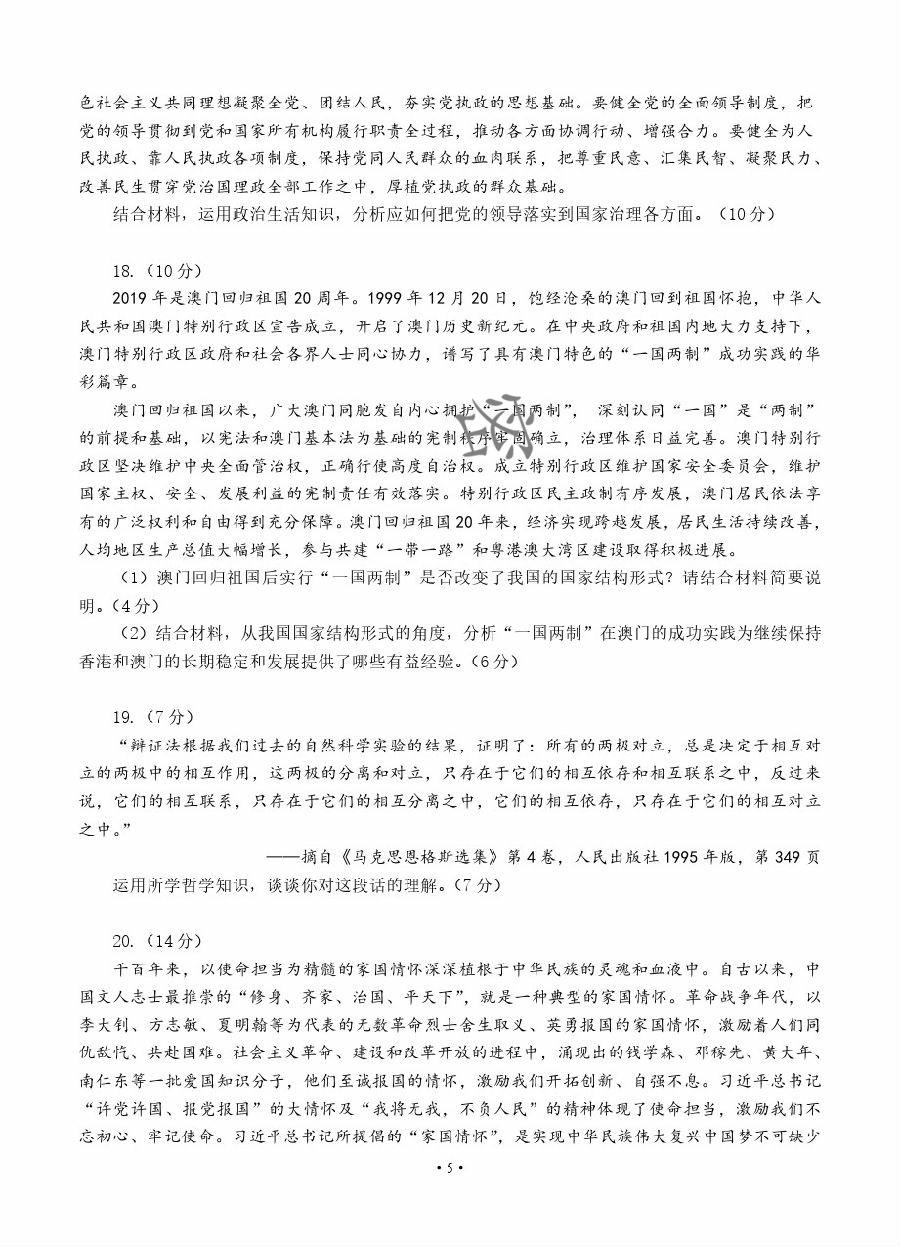 色社会主义共同理想凝聚全党、团结人民，夯实党执政的思想基础。要健全党的全面领导制度，把
党的领导贯彻到党和国家所有机构履行职责全过程，推动各方面协调行动、增强合力。要健全为人
民执政、靠人民执政各项制度，保持党同人民群众的血肉联系，把尊重民意、汇集民智、凝聚民力、
改善民生贯穿党治国理政全部工作之中，厚植党执政的群众基础。
结合材料，运用政治生活知识，分析应如何把党的领导落实到国家治理各方面。（10 分）
18.（10 分）
2019 年是澳门回归祖国 20 周年。1999 年 12 月 20 日，饱经沧桑的澳门回到祖国怀抱，中华人
民共和国澳门特别行政区宣告成立，开启了澳门历史新纪元。在中央政府和祖国内地大力支持下，
澳门特别行政区政府和社会各界人士同心协力，谱写了具有澳门特色的“一国两制”成功实践的华
彩篇章。
澳门回归祖国以来，广大澳门同胞发自内心拥护“一国两制”， 深刻认同“一国”是“两制”
的前提和基础，以宪法和澳门基本法为基础的宪制秩序牢固确立，治理体系日益完善。澳门特别行
政区坚决维护中央全面管治权，正确行使高度自治权。成立特别行政区维护国家安全委员会，维护
国家主权、安全、发展利益的宪制责任有效落实。特别行政区民主政制有序发展，澳门居民依法享
有的广泛权利和自由得到充分保障。澳门回归祖国 20 年来，经济实现跨越发展，居民生活持续改善，
人均地区生产总值大幅增长，参与共建“一带一路”和粤港澳大湾区建设取得积极进展。
（1）澳门回归祖国后实行“一国两制”是否改变了我国的国家结构形式？请结合材料简要说
明。（4 分）
（2）结合材料，从我国国家结构形式的角度，分析“一国两制”在澳门的成功实践为继续保持
香港和澳门的长期稳定和发展提供了哪些有益经验。（6 分）
19.（7 分）
“辩证法根据我们过去的自然科学实验的结果，证明了：所有的两极对立，总是决定于相互对
立的两极中的相互作用，这两极的分离和对立，只存在于它们的相互依存和相互联系之中，反过来
说，它们的相互联系，只存在于它们的相互分离之中，它们的相互依存，只存在于它们的相互对立
之中。”
——摘自《马克思恩格斯选集》第 4 卷，人民出版社 1995 年版，第 349 页
运用所学哲学知识，谈谈你对这段话的理解。（7 分）
20.（14 分）
千百年来，以使命担当为精髓的家国情怀深深植根于中华民族的灵魂和血液中。自古以来，中
国文人志士最推崇的“修身、齐家、治国、平天下”，就是一种典型的家国情怀。革命战争年代，以
李大钊、方志敏、夏明翰等为代表的无数革命烈士舍生取义、英勇报国的家国情怀，激励着人们同
仇敌忾、共赴国难。社会主义革命、建设和改革开放的进程中，涌现出的钱学森、邓稼先、黄大年、
南仁东等一批爱国知识分子，他们至诚报国的情怀，激励我们开拓创新、自强不息。习近平总书记
“许党许国、报党报国”的大情怀及“我将无我，不负人民”的精神体现了使命担当，激励我们不
忘初心、牢记使命。习近平总书记所提倡的“家国情怀”，是实现中华民族伟大复兴中国梦不可缺少
·5·